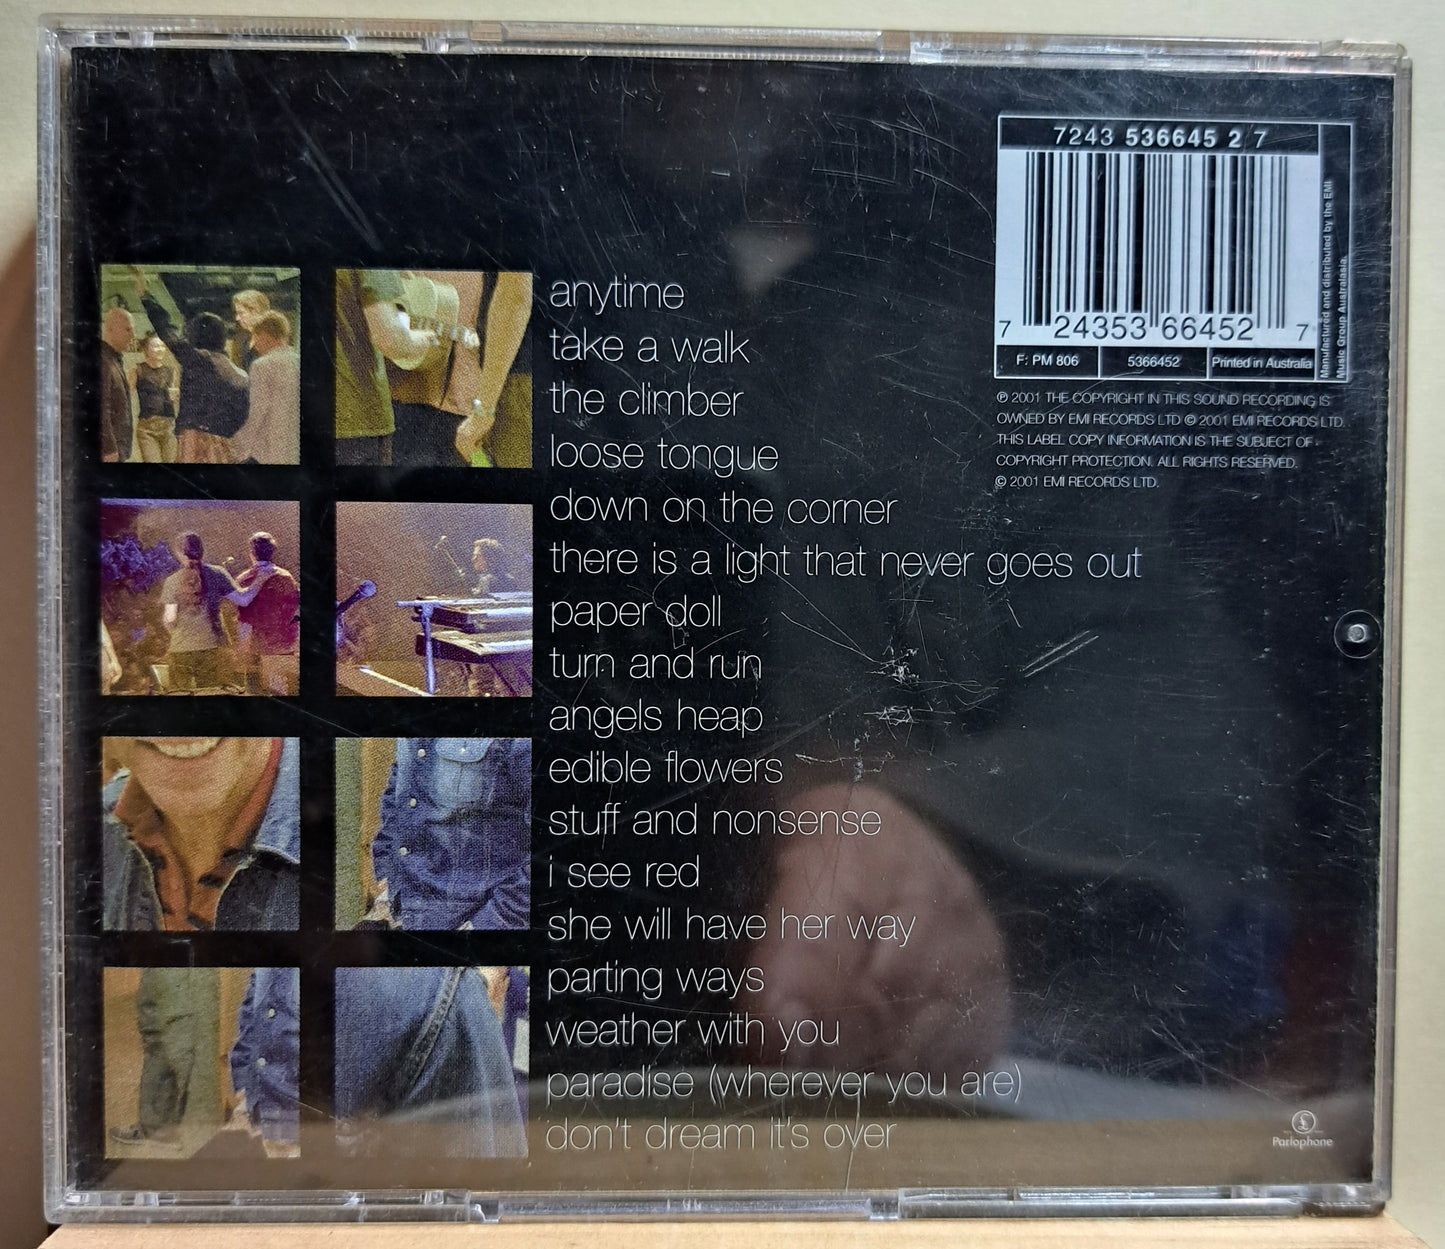 7243 536645 2 7
7 24353 66452 7
F: PM 806
5366452
Printed in Australia
Manufactured and distributed by the EMI
Music Group Australasia.
℗ 2001 THE COPYRIGHT IN THIS SOUND RECORDING IS
OWNED BY EMI RECORDS LTD © 2001 EMI RECORDS LTD.
THIS LABEL COPY INFORMATION IS THE SUBJECT OF
COPYRIGHT PROTECTION. ALL RIGHTS RESERVED.
© 2001 EMI RECORDS LTD.
anytime
take a walk
the climber
loose tongue
down on the corner
there is a light that never goes out
paper doll
turn and run
angels heap
edible flowers
stuff and nonsense
i see red
she will have her way
parting ways
weather with you
paradise (wherever you are)
don't dream it's over
£
Parlophone